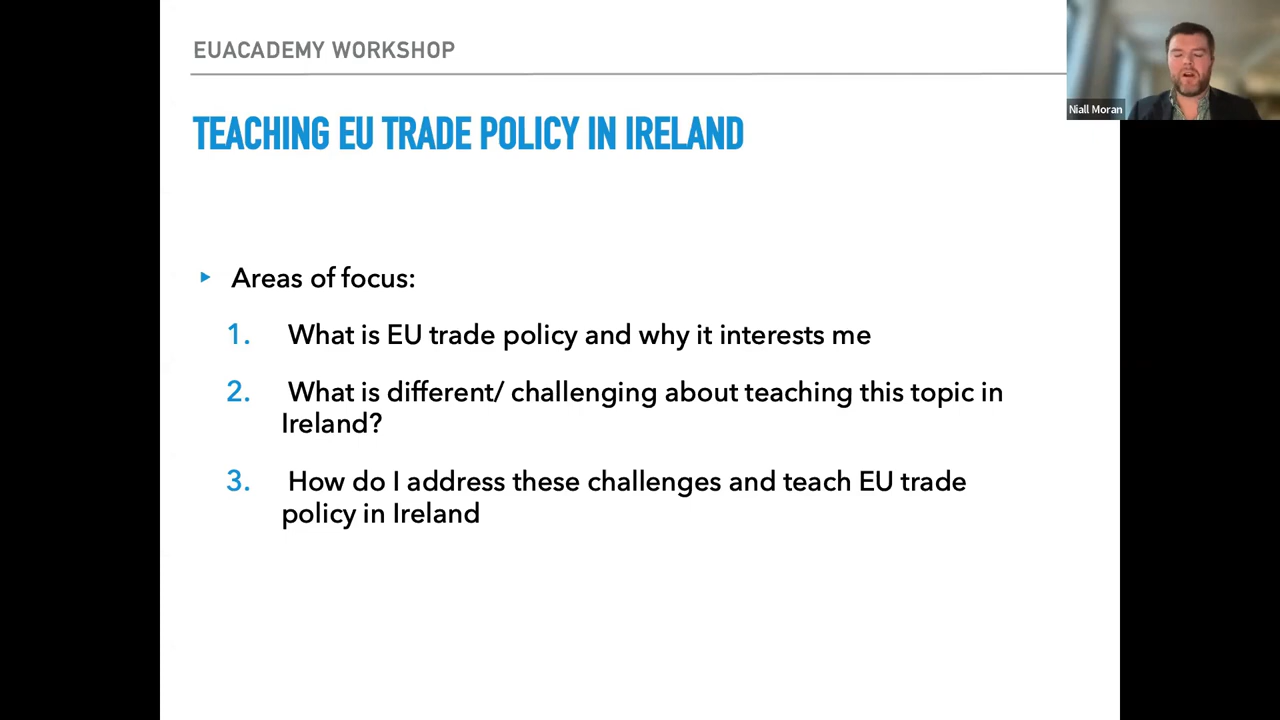 EUACADEMY WORKSHOP
TEACHING EU TRADE POLICY IN IRELAND
Niall Moran
▸ Areas of focus:
1. What is EU trade policy and why it interests me
2. What is different/ challenging about teaching this topic in
Ireland?
3. How do I address these challenges and teach EU trade
policy in Ireland